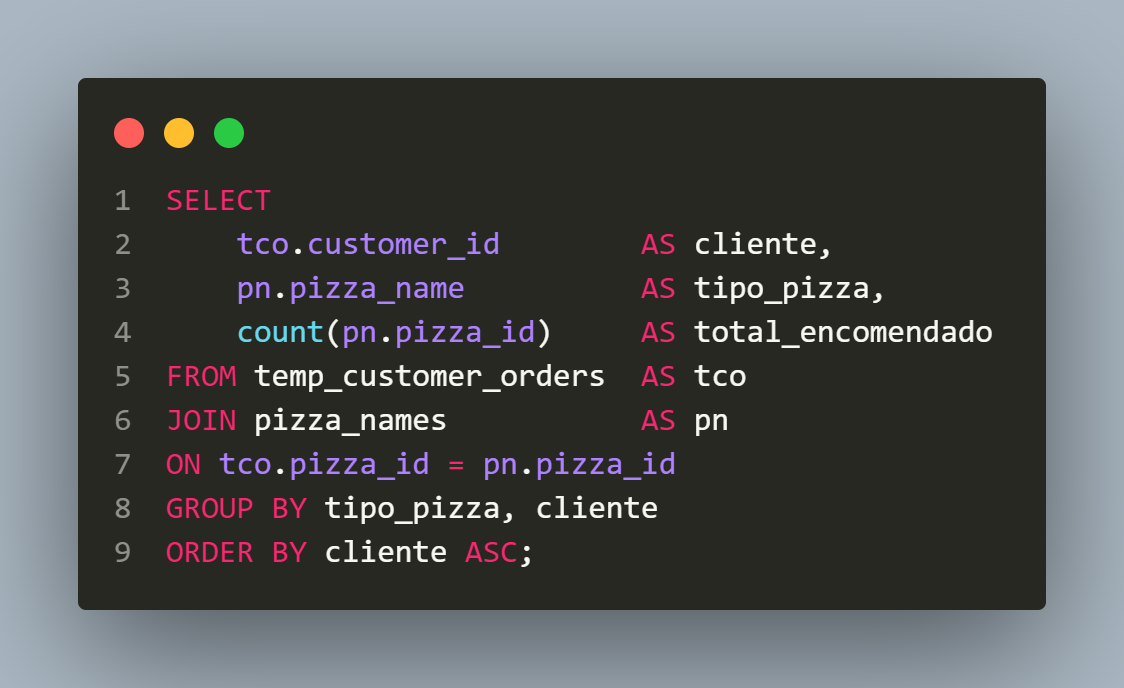 1 SELECT
2     tco.customer_id        AS cliente,
3     pn.pizza_name          AS tipo_pizza,
4     count(pn.pizza_id)     AS total_encomendado
5 FROM temp_customer_orders  AS tco
6 JOIN pizza_names           AS pn
7 ON tco.pizza_id = pn.pizza_id
8 GROUP BY tipo_pizza, cliente
9 ORDER BY cliente ASC;